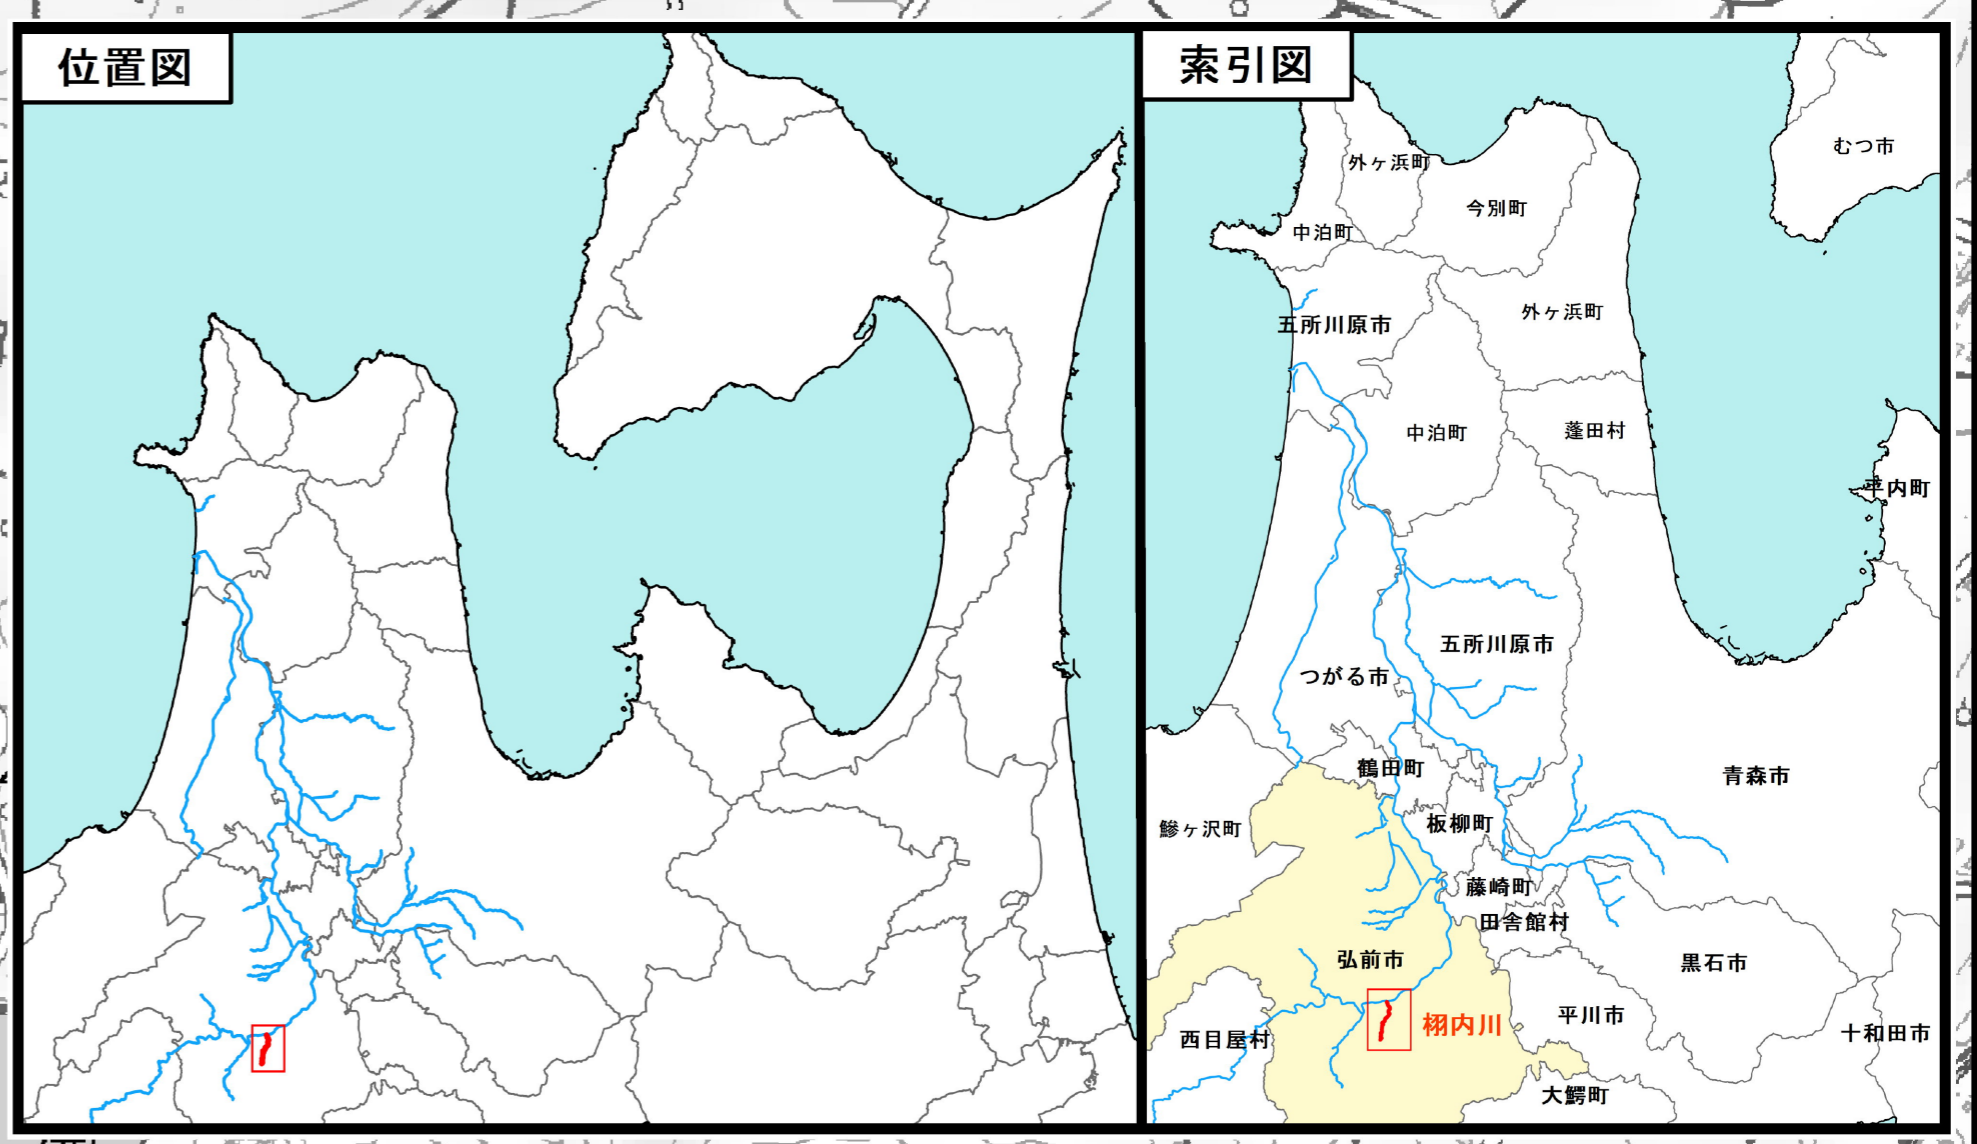 位置図
索引図
むつ市
外ヶ浜町
今別町
中泊町
外ヶ浜町
五所川原市
中泊町
蓬田村
平内町
五所川原市
つがる市
鶴田町
青森市
板柳町
鰺ヶ沢町
藤崎町
田舎館村
弘前市
黒石市
平川市
栩内川
十和田市
西目屋村
大鰐町